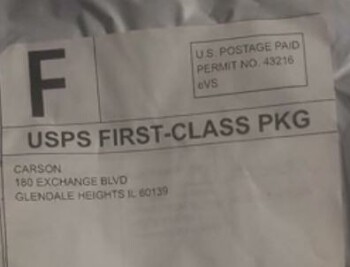 F
U.S. POSTAGE PAID
PERMIT NO. 43216
eVS
USPS FIRST-CLASS PKG
CARSON
180 EXCHANGE BLVD
GLENDALE HEIGHTS IL 60139